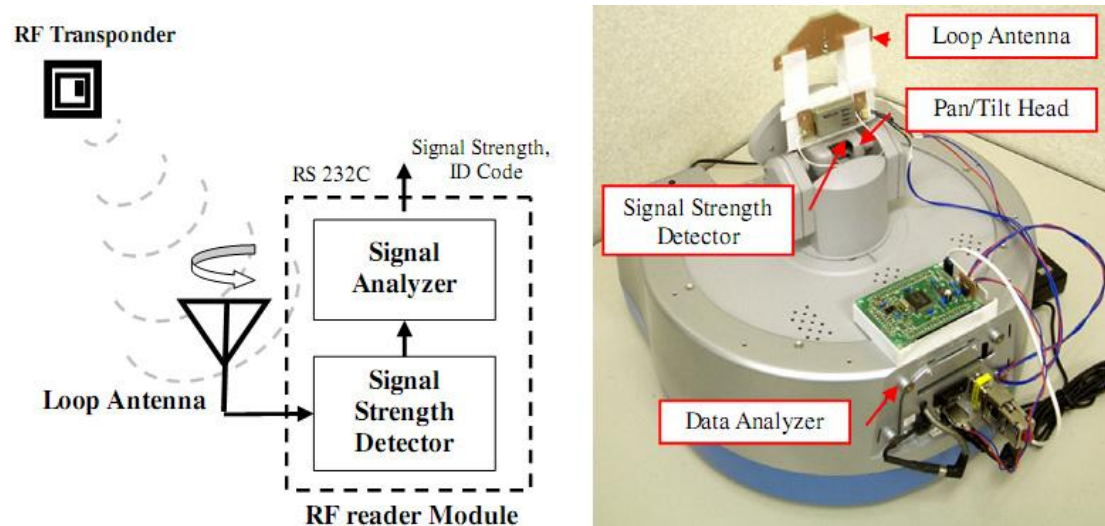 RF Transponder
Signal Strength,
ID Code
RS 232C
Signal
Analyzer
Signal
Strength
Detector
Loop Antenna
RF reader Module
Loop Antenna
Pan/Tilt Head
Signal Strength
Detector
Data Analyzer